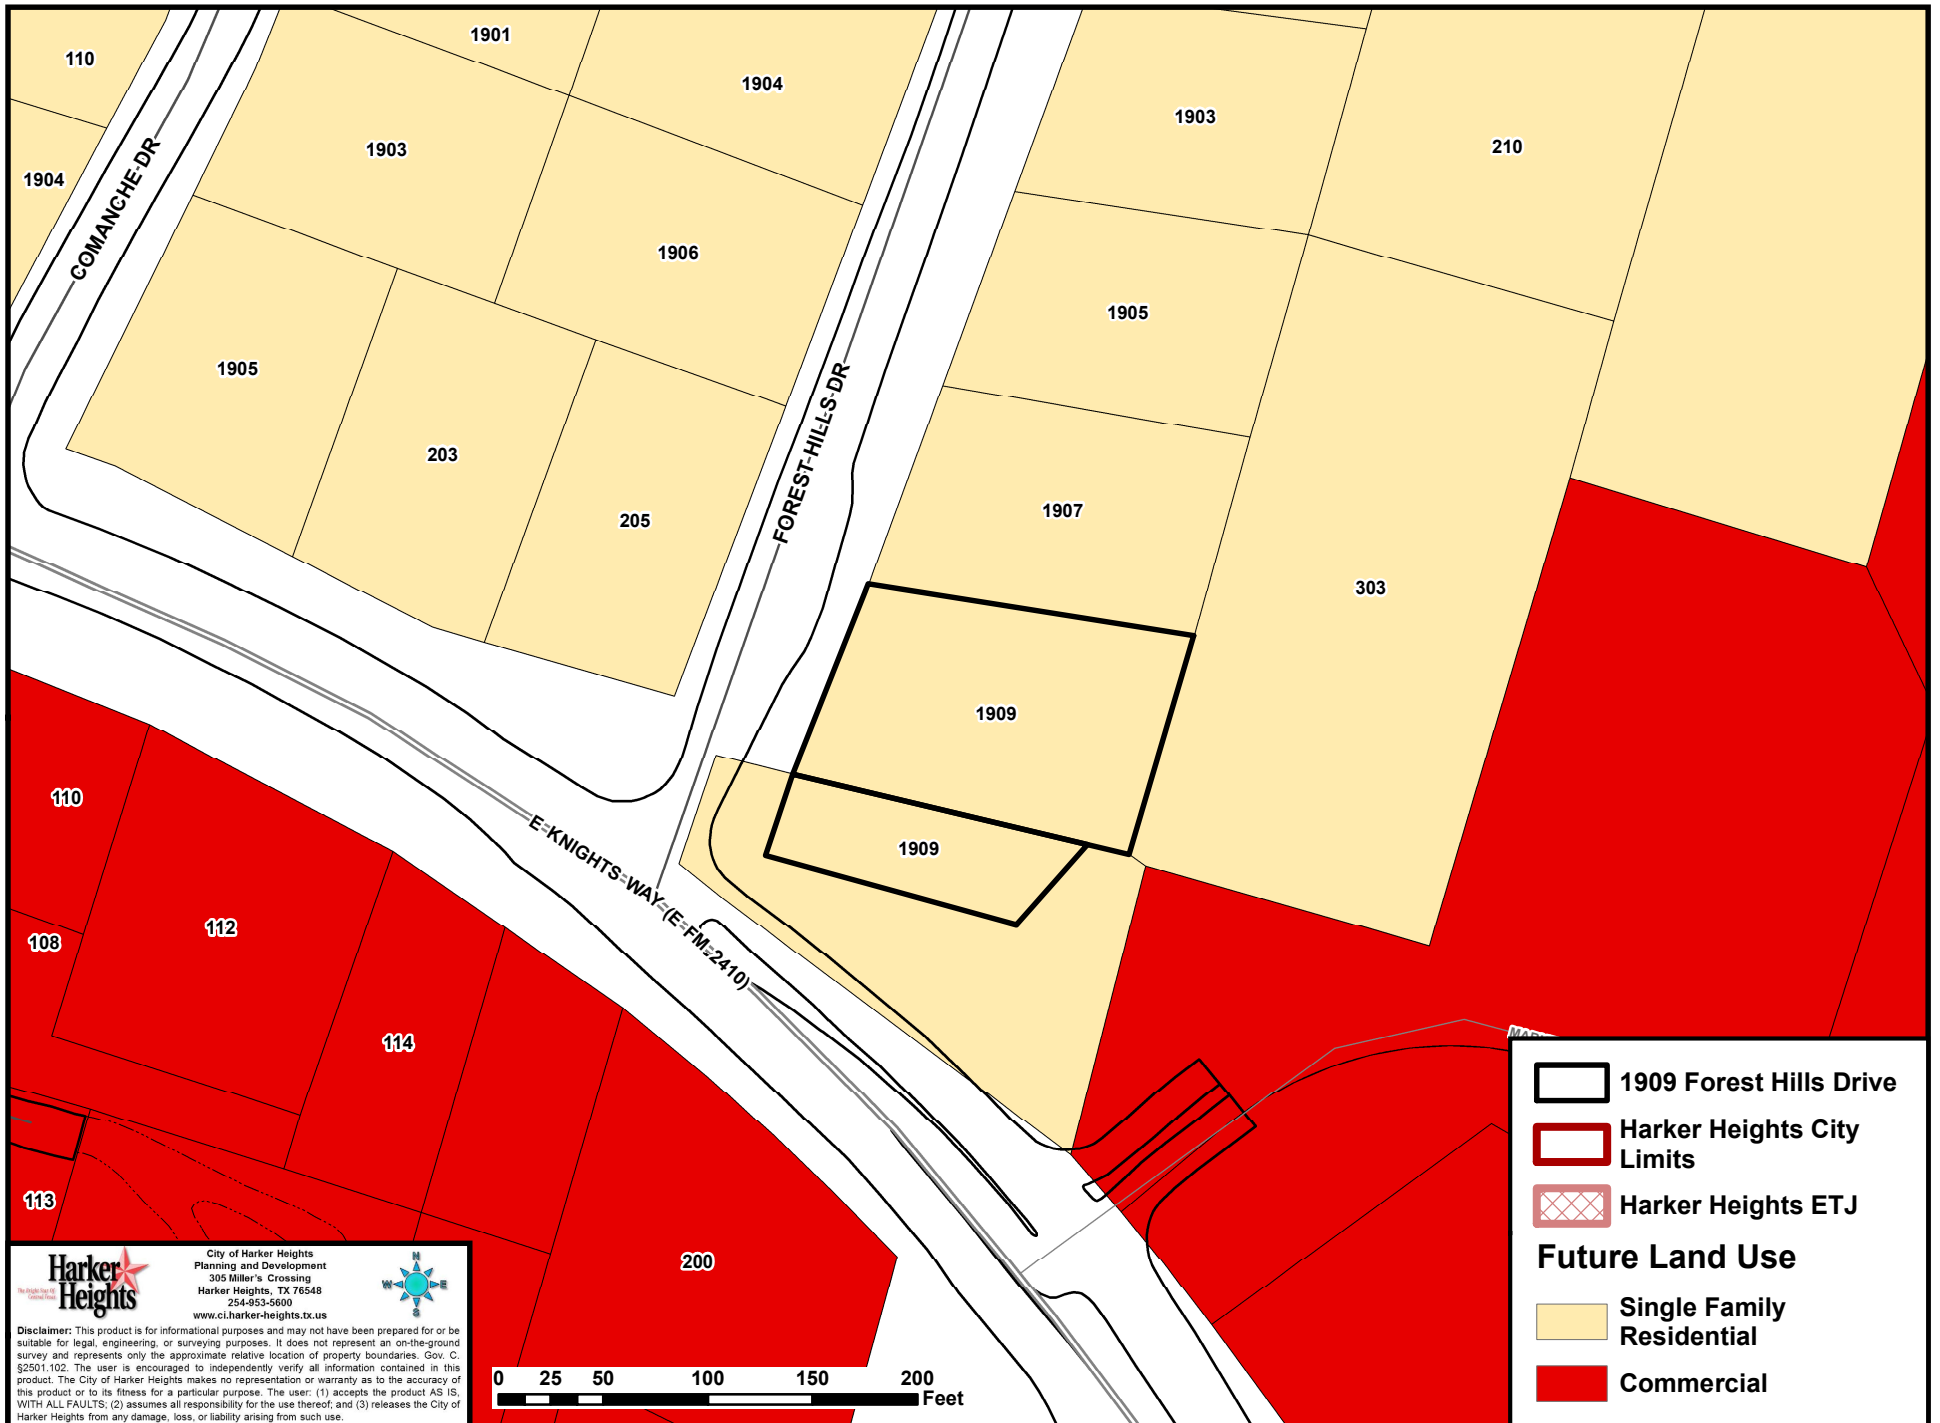 1901
110
1904
1903
1903
210
1904
COMANCHE-DR
1906
1905
1905
FOREST-HILLS-DR
203
1907
205
303
1909
110
E-KNIGHTS-WAY-(E-FM-2410)
1909
112
108
114
113
200
1909 Forest Hills Drive
Harker Heights City
Limits
Harker Heights ETJ
Future Land Use
Single Family
Residential
Commercial
Harker
Heights
The Bright Star Of
Central Texas
City of Harker Heights
Planning and Development
305 Miller's Crossing
Harker Heights, TX 76548
254-953-5600
www.ci.harker-heights.tx.us
N
W E
S
Disclaimer: This product is for informational purposes and may not have been prepared for or be
suitable for legal, engineering, or surveying purposes. It does not represent an on-the-ground
survey and represents only the approximate relative location of property boundaries. Gov. C.
§2501.102. The user is encouraged to independently verify all information contained in this
product. The City of Harker Heights makes no representation or warranty as to the accuracy of
this product or to its fitness for a particular purpose. The user: (1) accepts the product AS IS,
WITH ALL FAULTS; (2) assumes all responsibility for the use thereof; and (3) releases the City of
Harker Heights from any damage, loss, or liability arising from such use.
0 25 50 100 150 200
Feet